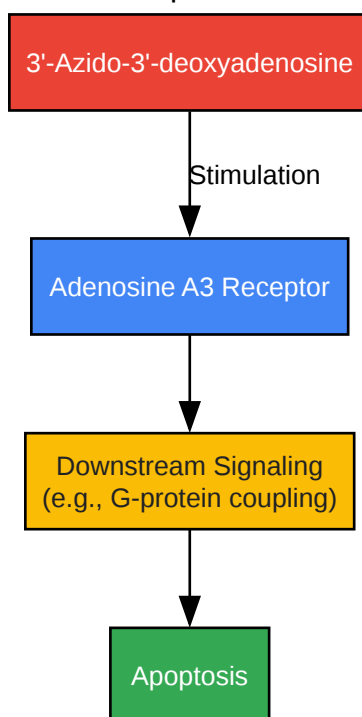 3'-Azido-3'-deoxyadenosine
Stimulation
Adenosine A3 Receptor
Downstream Signaling
(e.g., G-protein coupling)
Apoptosis